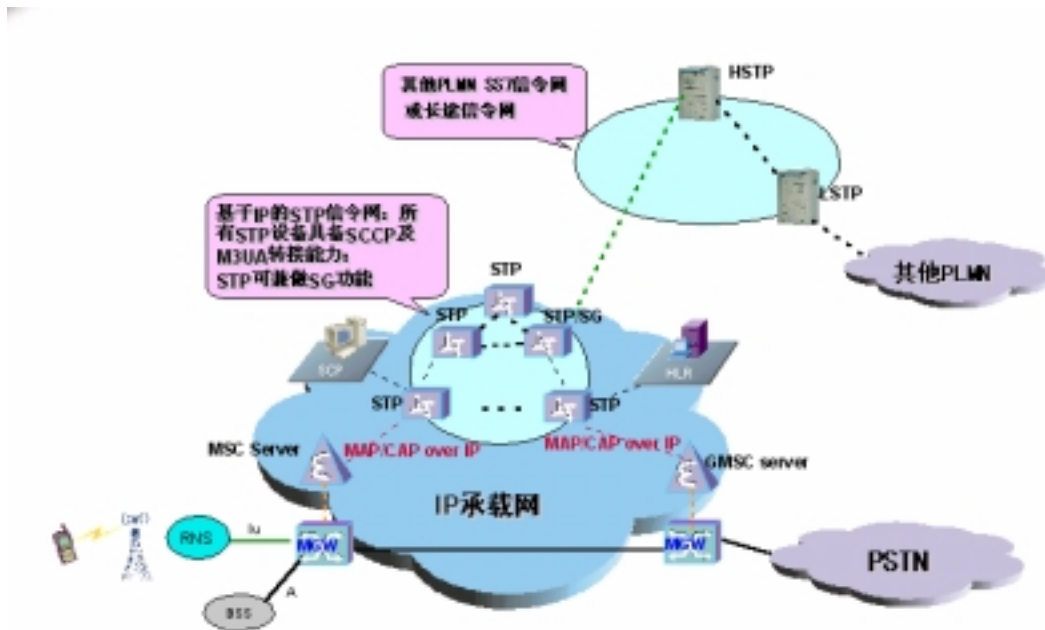 HSTP
其他PLMN SS7信令网
或长途信令网
LSTP
其他PLMN
基于IP的STP信令网：所
有STP设备具备SCCP及
M3UA转接能力；
STP可兼做SG功能
STP
STP
STP/SG
SCP
HLR
STP
...
STP
MSC Server
MAP/CAP over IP
MAP/CAP over IP
GMSC server
IP承载网
RNS
Iu
MGW
MGW
PSTN
A
BSS